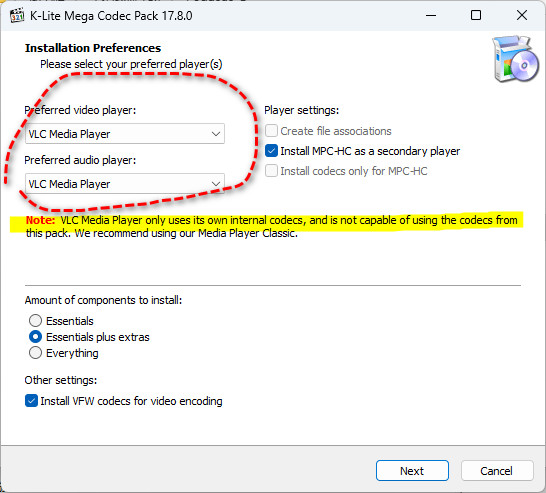 K-Lite Mega Codec Pack 17.8.0
Installation Preferences
Please select your preferred player(s)
Preferred video player:
VLC Media Player
Preferred audio player:
VLC Media Player
Player settings:
Create file associations
Install MPC-HC as a secondary player
Install codecs only for MPC-HC
Note: VLC Media Player only uses its own internal codecs, and is not capable of using the codecs from
this pack. We recommend using our Media Player Classic.
Amount of components to install:
Essentials
Essentials plus extras
Everything
Other settings:
Install VFW codecs for video encoding
Next
Cancel